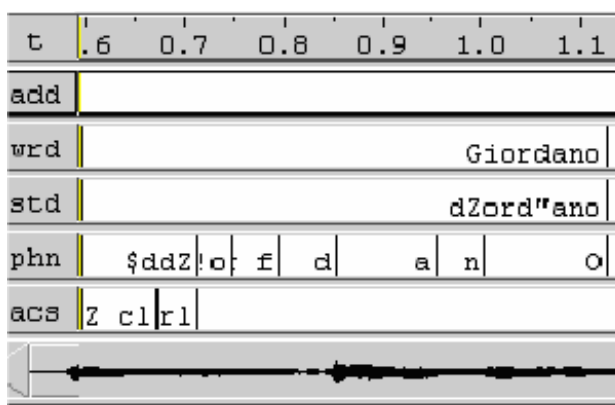 t .6 0.7 0.8 0.9 1.0 1.1
add
wrd Giordano
std dZord"ano
phn $ddZ !o f d a n O
acs Z cl rl